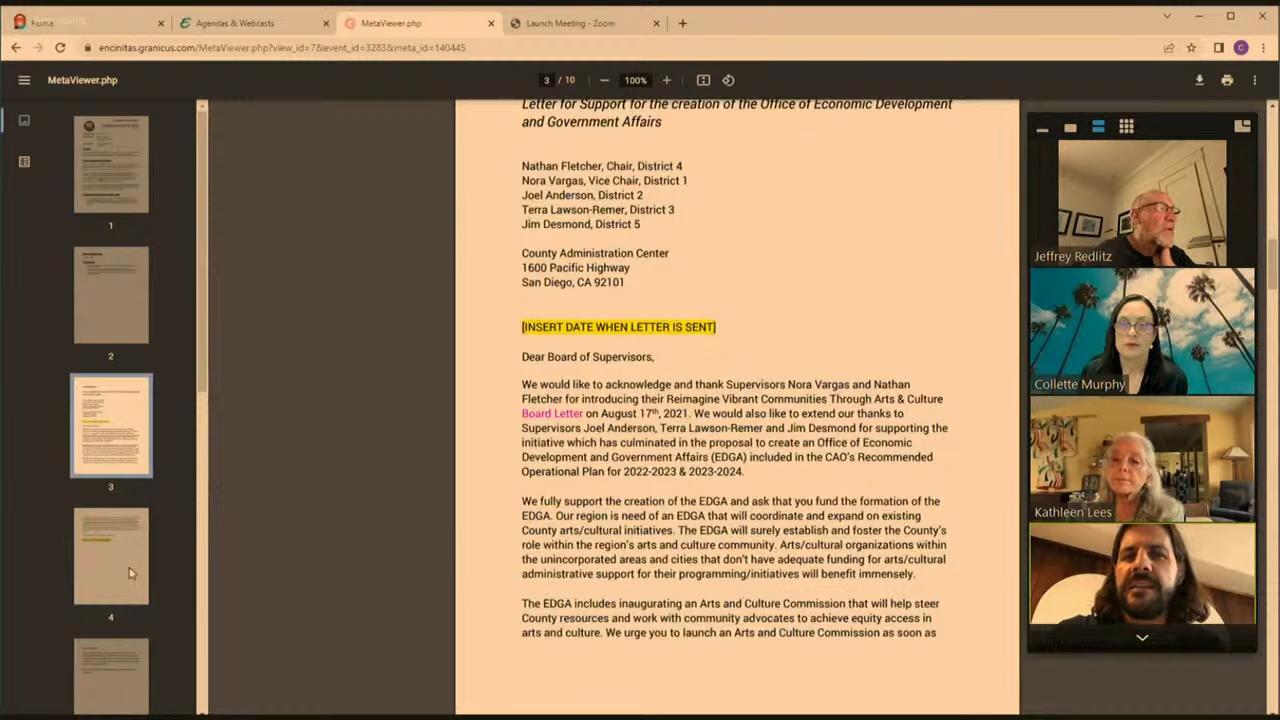 Agendas & Webcasts
MetaViewer.php
Launch Meeting - Zoom
encinitas.granicus.com/MetaViewer.php?view_id=7&event_id=3283&meta_id=140445
C
MetaViewer.php
3 / 10
100%
Letter for Support for the creation of the Office of Economic Development
and Government Affairs
Nathan Fletcher, Chair, District 4
Nora Vargas, Vice Chair, District 1
Joel Anderson, District 2
Terra Lawson-Remer, District 3
Jim Desmond, District 5
County Administration Center
1600 Pacific Highway
San Diego, CA 92101
[INSERT DATE WHEN LETTER IS SENT]
Dear Board of Supervisors,
We would like to acknowledge and thank Supervisors Nora Vargas and Nathan
Fletcher for introducing their Reimagine Vibrant Communities Through Arts & Culture
Board Letter on August 17th, 2021. We would also like to extend our thanks to
Supervisors Joel Anderson, Terra Lawson-Remer and Jim Desmond for supporting the
initiative which has culminated in the proposal to create an Office of Economic
Development and Government Affairs (EDGA) included in the CAO's Recommended
Operational Plan for 2022-2023 & 2023-2024.
We fully support the creation of the EDGA and ask that you fund the formation of the
EDGA. Our region is need of an EDGA that will coordinate and expand on existing
County arts/cultural initiatives. The EDGA will surely establish and foster the County's
role within the region's arts and culture community. Arts/cultural organizations within
the unincorporated areas and cities that don't have adequate funding for arts/cultural
administrative support for their programming/initiatives will benefit immensely.
The EDGA includes inaugurating an Arts and Culture Commission that will help steer
County resources and work with community advocates to achieve equity access in
arts and culture. We urge you to launch an Arts and Culture Commission as soon as
1
2
3
4
Jeffrey Redlitz
Collette Murphy
Kathleen Lees